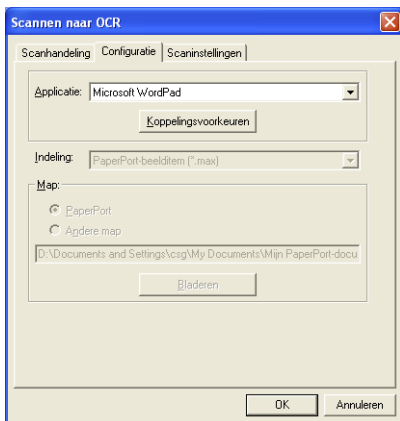 Scannen naar OCR
Scanhandeling Configuratie Scaninstellingen
Applicatie: Microsoft WordPad
Koppelingsvoorkeuren
Indeling: PaperPort-beelditem (*.max)
Map:
PaperPort
Andere map
D:\Documents and Settings\csg\My Documents\Mijn PaperPort-docu
Bladeren
OK Annuleren